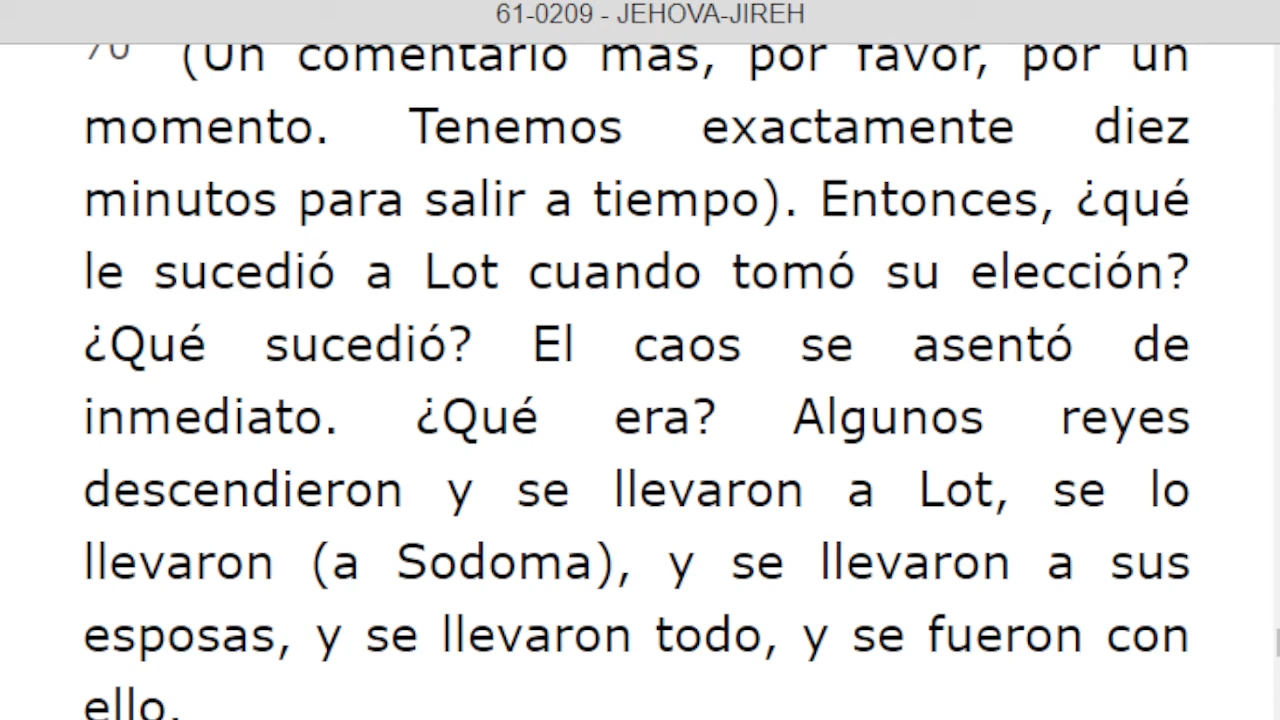 61-0209 - JEHOVA-JIREH
70 (Un comentario más, por favor, por un
momento. Tenemos exactamente diez
minutos para salir a tiempo). Entonces, ¿qué
le sucedió a Lot cuando tomó su elección?
¿Qué sucedió? El caos se asentó de
inmediato. ¿Qué era? Algunos reyes
descendieron y se llevaron a Lot, se lo
llevaron (a Sodoma), y se llevaron a sus
esposas, y se llevaron todo, y se fueron con
ello.